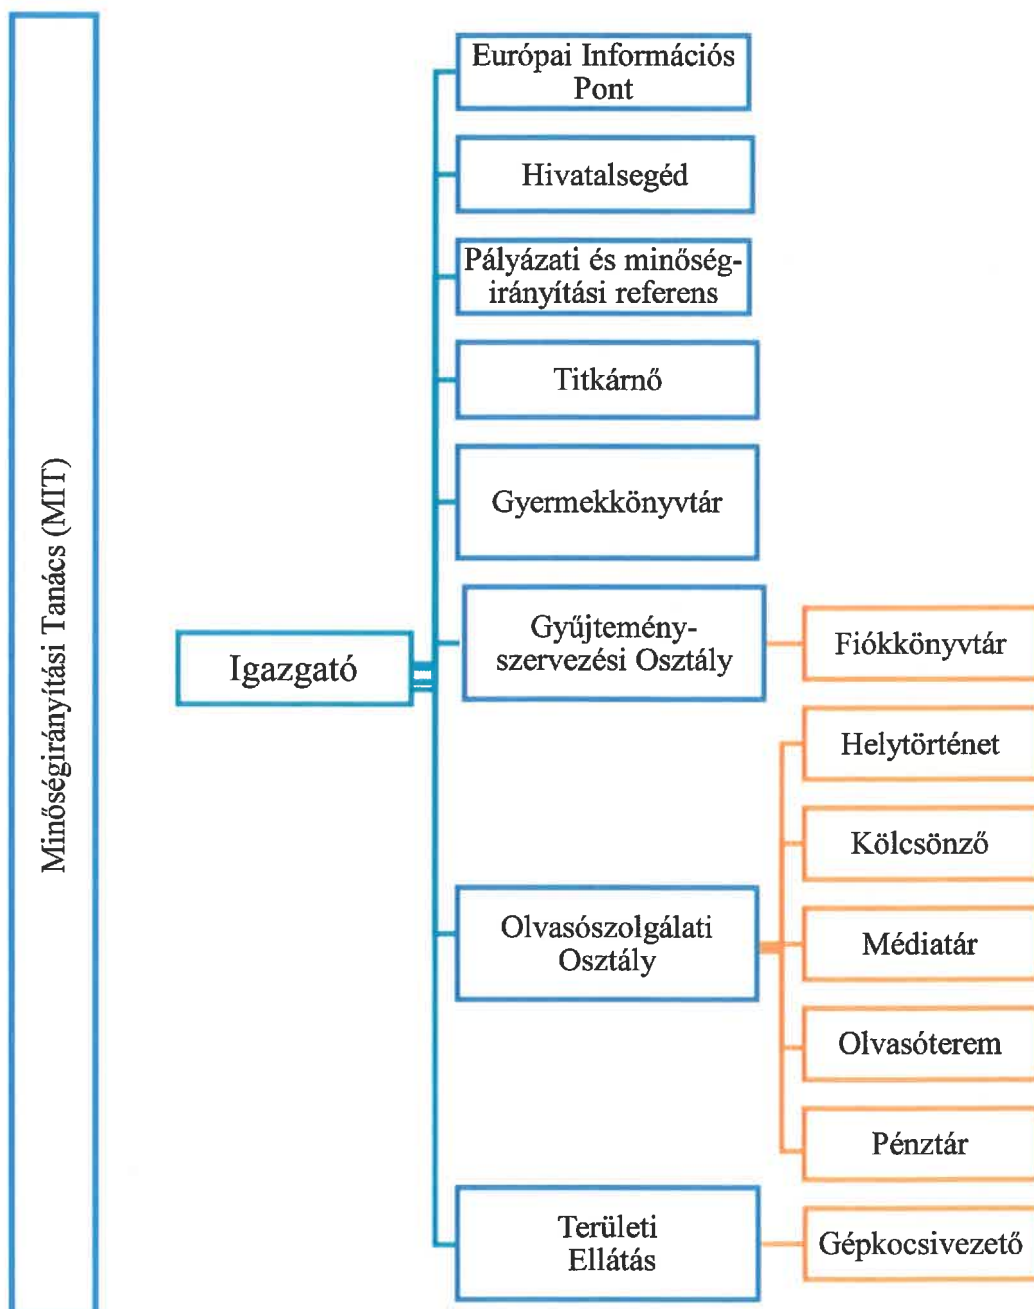 Minőségirányítási Tanács (MIT)
Igazgató
Európai Információs
Pont
Hivatalsegéd
Pályázati és minőség-
irányítási referens
Titkárnő
Gyermekkönyvtár
Gyűjtemény-
szervezési Osztály
Fiókkönyvtár
Olvasószolgálati
Osztály
Helytörténet
Kölcsönző
Médiatár
Olvasóterem
Pénztár
Területi
Ellátás
Gépkocsivezető